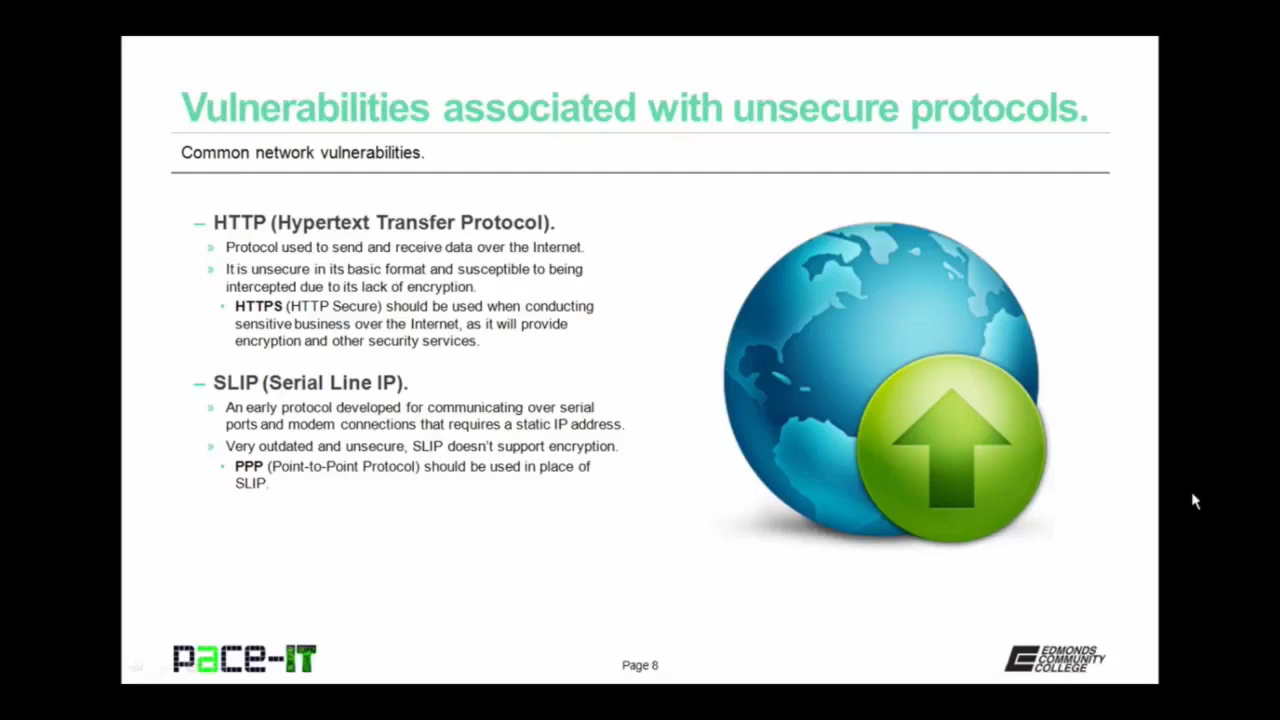 Vulnerabilities associated with unsecure protocols.
Common network vulnerabilities.
– HTTP (Hypertext Transfer Protocol).
» Protocol used to send and receive data over the Internet.
» It is unsecure in its basic format and susceptible to being
intercepted due to its lack of encryption.
• HTTPS (HTTP Secure) should be used when conducting
sensitive business over the Internet, as it will provide
encryption and other security services.
– SLIP (Serial Line IP).
» An early protocol developed for communicating over serial
ports and modem connections that requires a static IP address.
» Very outdated and unsecure, SLIP doesn't support encryption.
• PPP (Point-to-Point Protocol) should be used in place of
SLIP.
pace-IT
Page 8
EDMONDS
COMMUNITY
COLLEGE